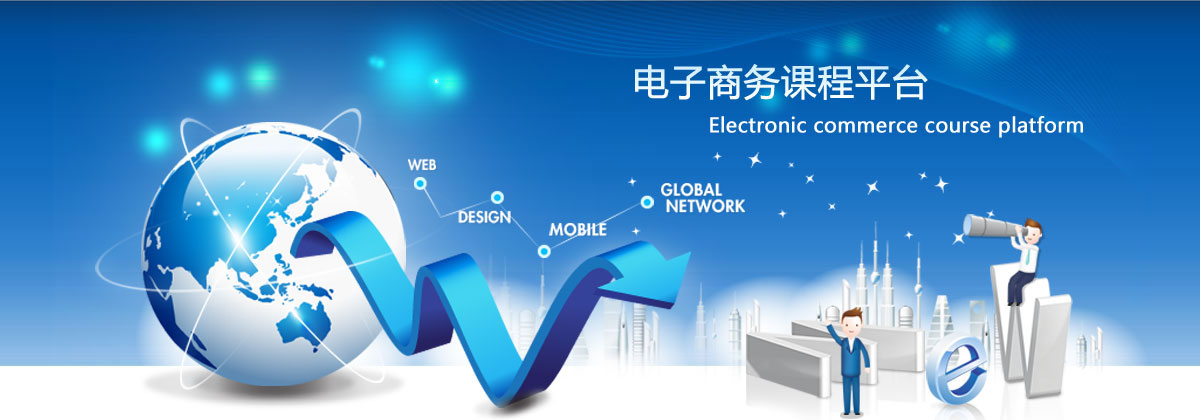 电子商务课程平台
Electronic commerce course platform
WEB
DESIGN
MOBILE
GLOBAL
NETWORK
e